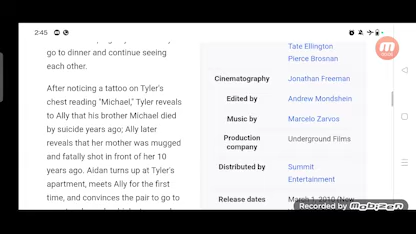 2:45
go to dinner and continue seeing
each other.
After noticing a tattoo on Tyler's
chest reading "Michael," Tyler reveals
to Ally that his brother Michael died
by suicide years ago; Ally later
reveals that her mother was mugged
and fatally shot in front of her 10
years ago. Aidan turns up at Tyler's
apartment, meets Ally for the first
time, and convinces the pair to go to
Tate Ellington
Pierce Brosnan
Cinematography Jonathan Freeman
Edited by Andrew Mondshein
Music by Marcelo Zarvos
Production
company
Underground Films
Distributed by Summit
Entertainment
Release dates March 1, 2010 (New
Recorded by Mobizen